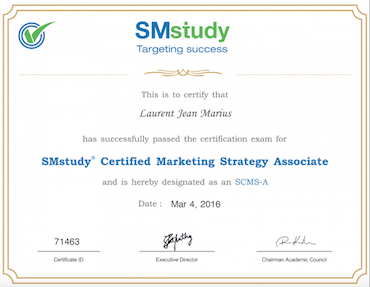 SMstudy
Targeting success
This is to certify that
Laurent Jean Marius
has successfully passed the certification exam for
SMstudy® Certified Marketing Strategy Associate
and is hereby designated as an SCMS-A
Date : Mar 4, 2016
71463
Certificate ID
Executive Director
Chairman Academic Council